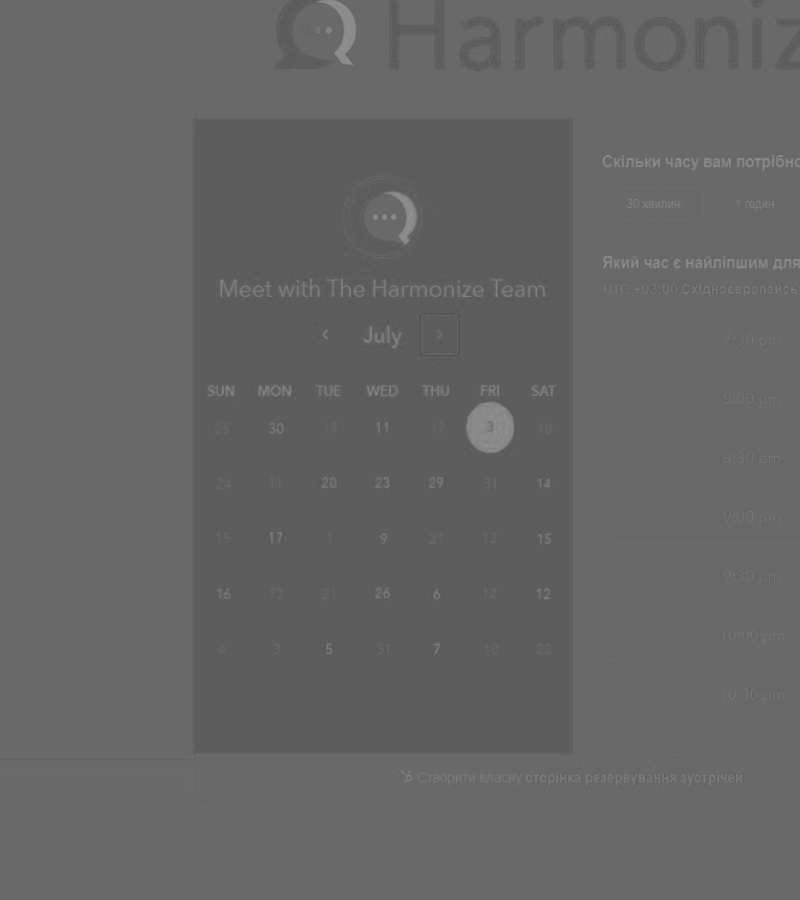 Harmoniz
Скільки часу вам потрібно
30 хвилин 1 годин
Meet with The Harmonize Team
July
Який час є найліпшим для
UTC +03:00 Східноєвропейськ
SUN MON TUE WED THU FRI SAT
25 30 17 11 17 3 10
24 31 20 23 29 31 14
15 17 1 9 21 12 15
16 13 21 26 6 12 12
6 3 5 31 7 10 22
7:30 pm
8:00 pm
8:30 pm
9:00 pm
9:30 pm
10:00 pm
10:30 pm
Створити власну сторінка резервування зустрічей